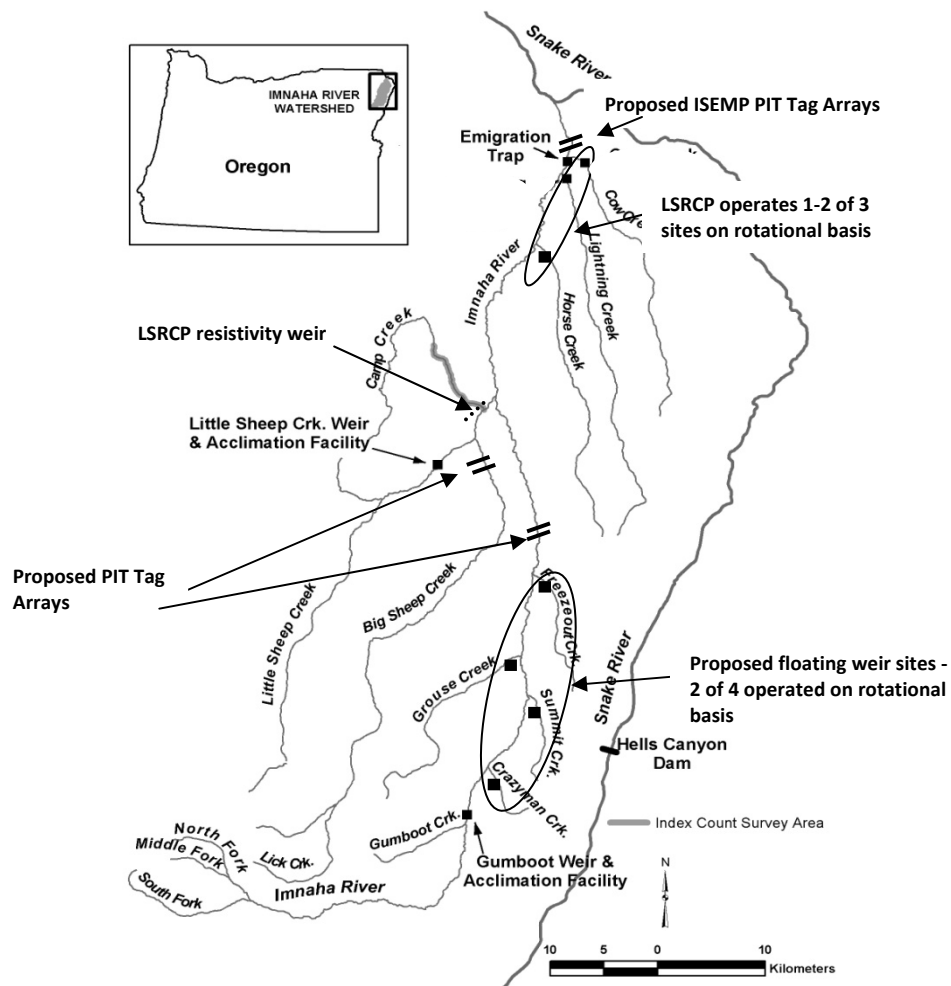 Snake River
IMNAHA RIVER
WATERSHED
Oregon
Proposed ISEMP PIT Tag Arrays
Emigration
Trap
LSRCP operates 1-2 of 3
sites on rotational basis
Imnaha River
Lightning Creek
Horse Creek
LSRCP resistivity weir
Camp Creek
Little Sheep Crk. Weir
& Acclimation Facility
Proposed PIT Tag
Arrays
Little Sheep Creek
Big Sheep Creek
Freezeout Crk.
Grouse Creek
Summit Crk.
Snake River
Proposed floating weir sites -
2 of 4 operated on rotational
basis
Hells Canyon
Dam
Crazyman Crk.
Gumboot Crk.
Index Count Survey Area
North Fork
Middle Fork
South Fork
Lick Crk.
Imnaha River
Gumboot Weir &
Acclimation Facility
N
10 5 0 10
Kilometers